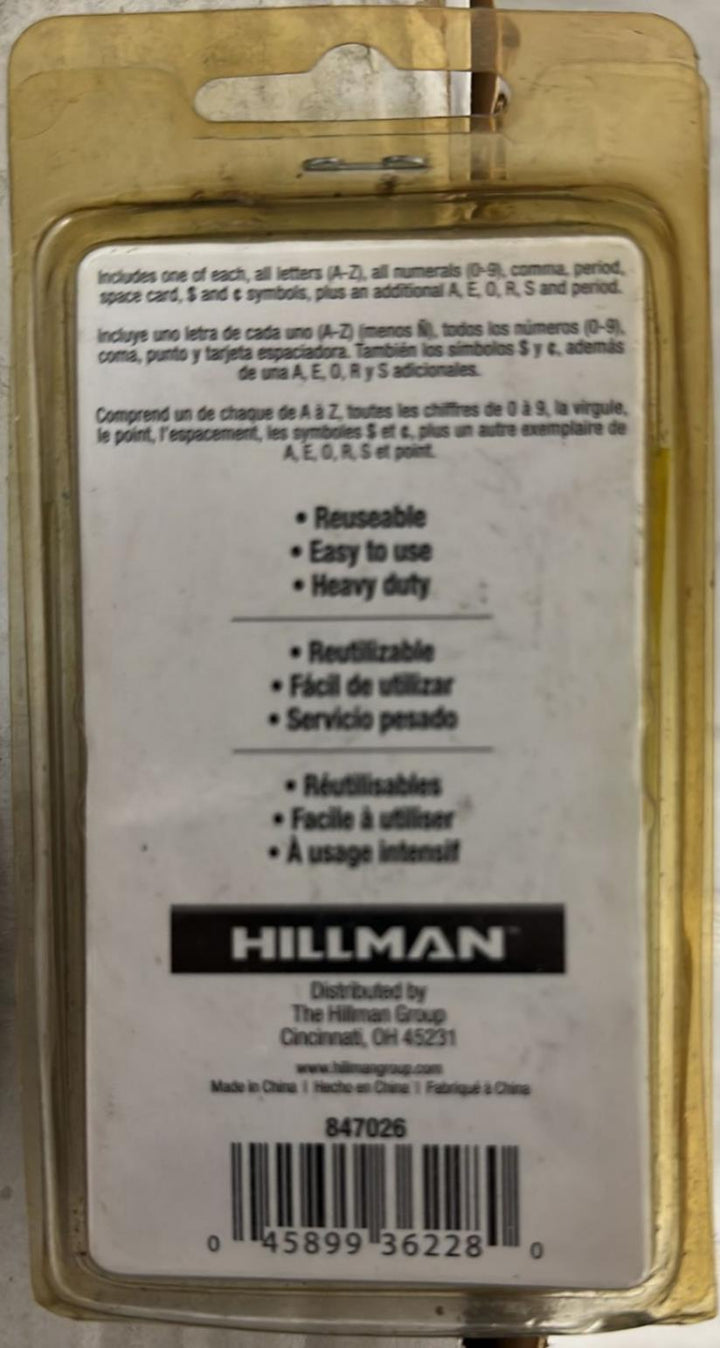 Includes one of each, all letters (A-Z), all numerals (0-9), comma, period,
space card, $ and ¢ symbols, plus an additional A, E, O, R, S and period.
Incluye uno letra de cada uno (A-Z) (menos Ñ), todos los números (0-9),
coma, punto y tarjeta espaciadora. También los símbolos $ y ¢, además
de una A, E, O, R y S adicionales.
Comprend un de chaque de A à Z, toutes les chiffres de 0 à 9, la virgule,
le point, l'espacement, les symboles $ et ¢, plus un autre exemplaire de
A, E, O, R, S et point.
• Reuseable
• Easy to use
• Heavy duty
• Reutilizable
• Fácil de utilizar
• Servicio pesado
• Réutilisables
• Facile à utiliser
• À usage intensif
HILLMAN™
Distributed by
The Hillman Group
Cincinnati, OH 45231
www.hillmangroup.com
Made in China | Hecho en China | Fabriqué à China
847026
0 45899 36228 0